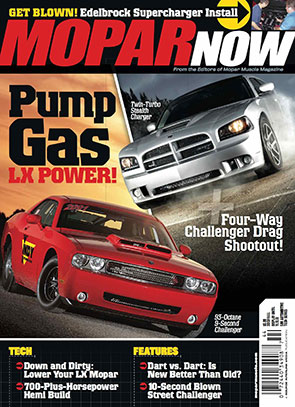 GET BLOWN! Edelbrock Supercharger Install
MOPAR NOW
From the Editors of Mopar Muscle Magazine
Pump
Gas
LX POWER!
Twin-Turbo
Stealth
Charger
+
Four-Way
Challenger Drag
Shootout!
93-Octane
9-Second
Challenger
TECH
Down and Dirty:
Lower Your LX Mopar
700-Plus-Horsepower
Hemi Build
FEATURES
Dart vs. Dart: Is
New Better Than Old?
10-Second Blown
Street Challenger